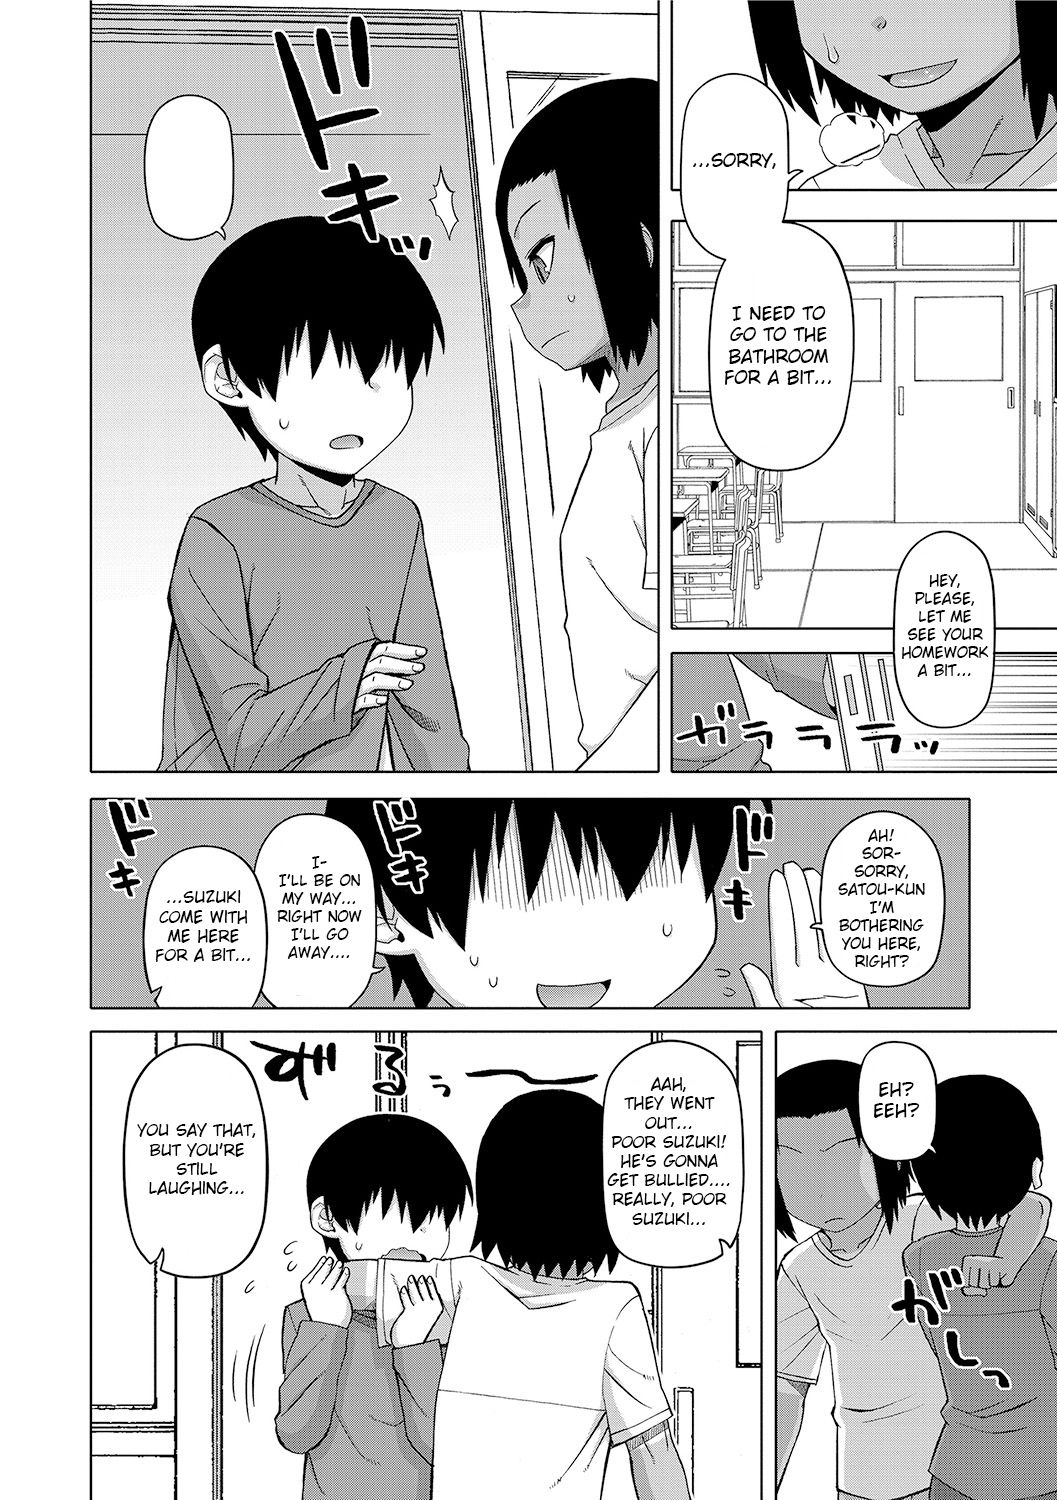 ...SORRY,
I NEED TO
GO TO THE
BATHROOM
FOR A BIT...
HEY,
PLEASE,
LET ME
SEE YOUR
HOMEWORK
A BIT...
ガラララッ
ドキッ
AH!
SOR-
SORRY,
SATOU-KUN
I'M
BOTHERING
YOU HERE,
RIGHT?
ドキ
ドキ
ドキ
I-
I'LL BE ON
MY WAY...
RIGHT NOW
I'LL GO
AWAY....
...SUZUKI
COME WITH
ME HERE
FOR A BIT...
EH?
EEH?
がしっ
AAH,
THEY WENT
OUT...
POOR SUZUKI!
HE'S GONNA
GET BULLIED....
REALLY, POOR
SUZUKI...
ずるぅー
YOU SAY THAT,
BUT YOU'RE
STILL
LAUGHING...